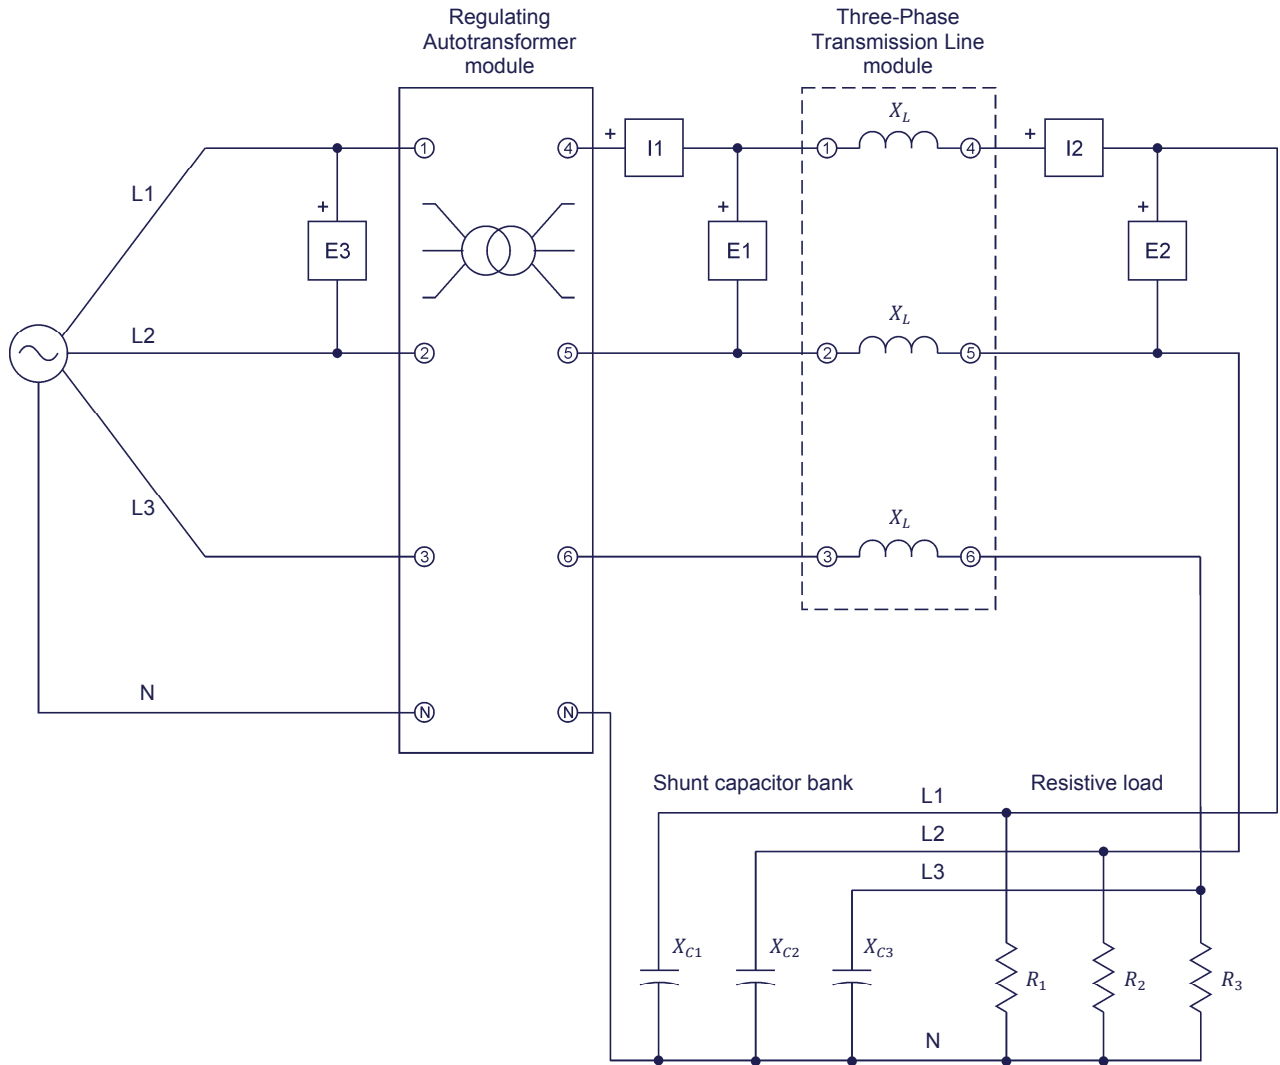 Regulating
Autotransformer
module
Three-Phase
Transmission Line
module
X_L
1
4
+
I1
1
4
+
I2
L1
+
E3
+
E1
+
E2
X_L
L2
2
5
2
5
X_L
L3
3
6
3
6
N
N
N
Shunt capacitor bank
L1
Resistive load
L2
L3
X_C1
X_C2
X_C3
R_1
R_2
R_3
N